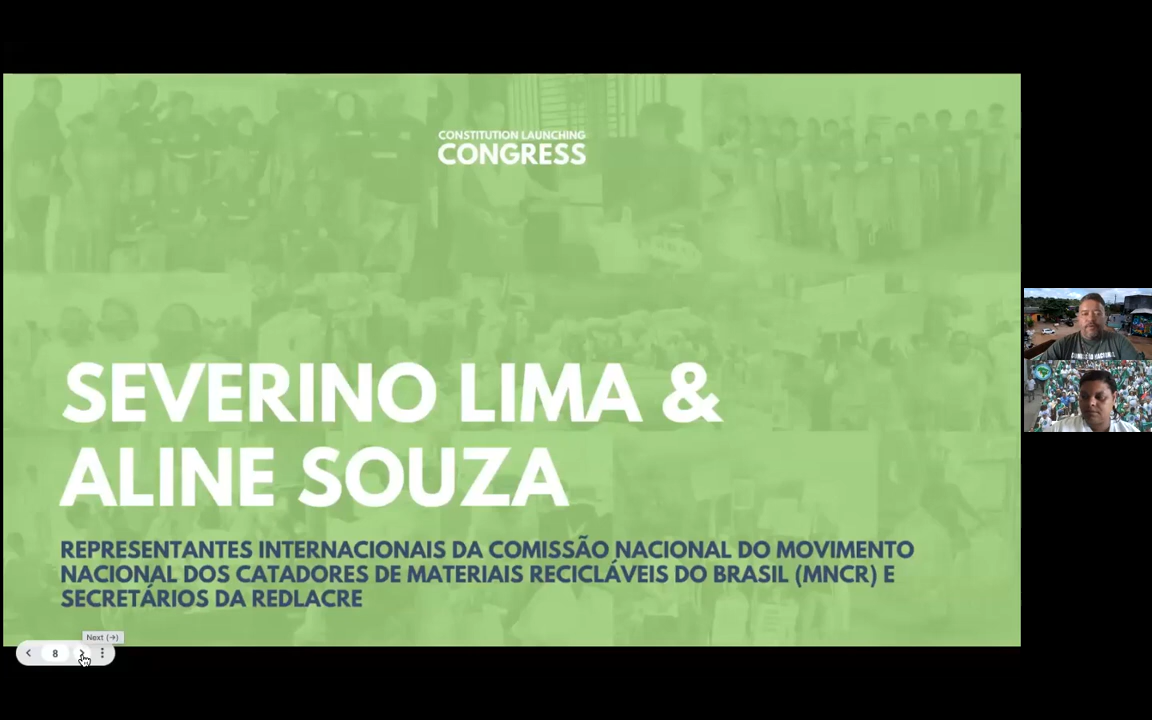 CONSTITUTION LAUNCHING
CONGRESS
SEVERINO LIMA &
ALINE SOUZA
REPRESENTANTES INTERNACIONAIS DA COMISSÃO NACIONAL DO MOVIMENTO
NACIONAL DOS CATADORES DE MATERIAIS RECICLÁVEIS DO BRASIL (MNCR) E
SECRETÁRIOS DA REDLACRE
Next (→)
8